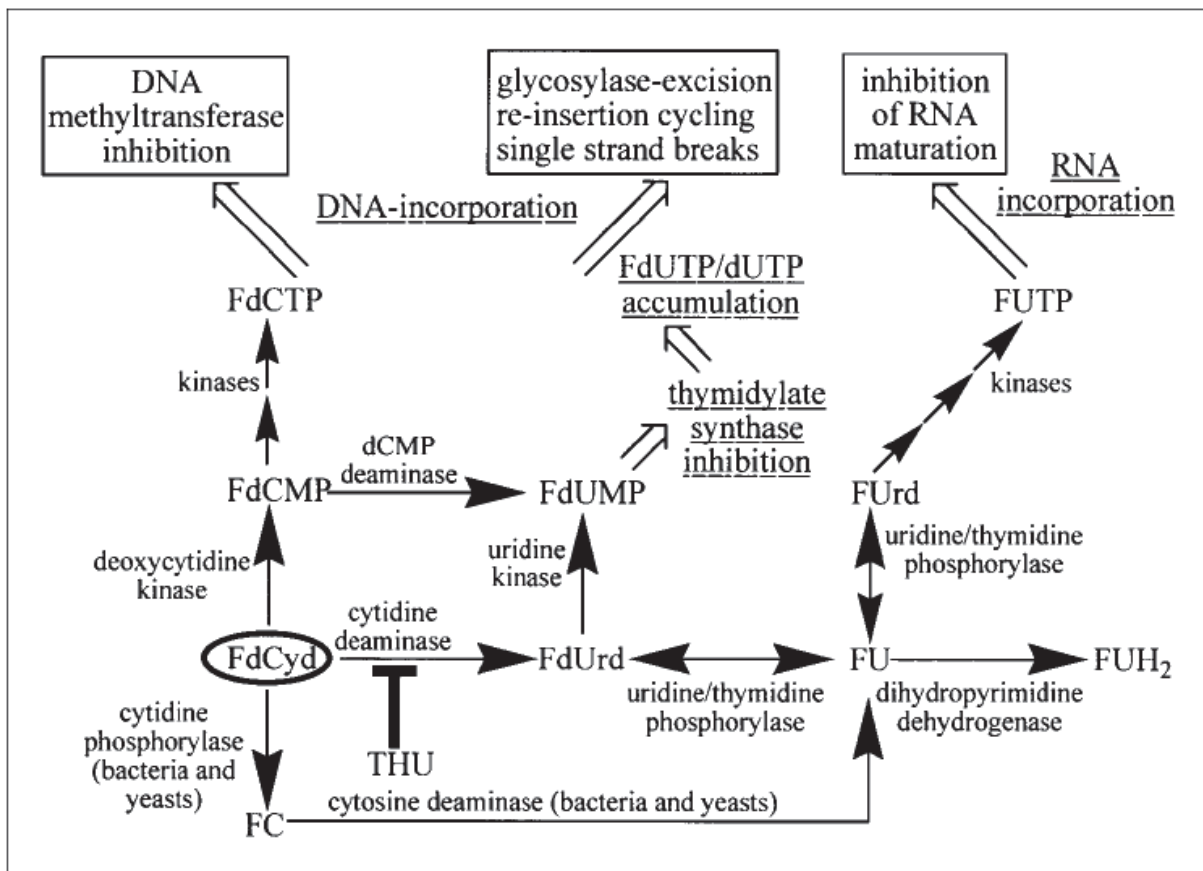 DNA
methyltransferase
inhibition
glycosylase-excision
re-insertion cycling
single strand breaks
inhibition
of RNA
maturation
RNA
incorporation
DNA-incorporation
FdUTP/dUTP
accumulation
FdCTP
FUTP
kinases
kinases
thymidylate
synthase
inhibition
dCMP
deaminase
FdCMP
FdUMP
FUrd
deoxycytidine
kinase
uridine
kinase
uridine/thymidine
phosphorylase
cytidine
deaminase
FdCyd
FdUrd
FU
FUH2
uridine/thymidine
phosphorylase
dihydropyrimidine
dehydrogenase
cytidine
phosphorylase
(bacteria and
yeasts)
THU
cytosine deaminase (bacteria and yeasts)
FC